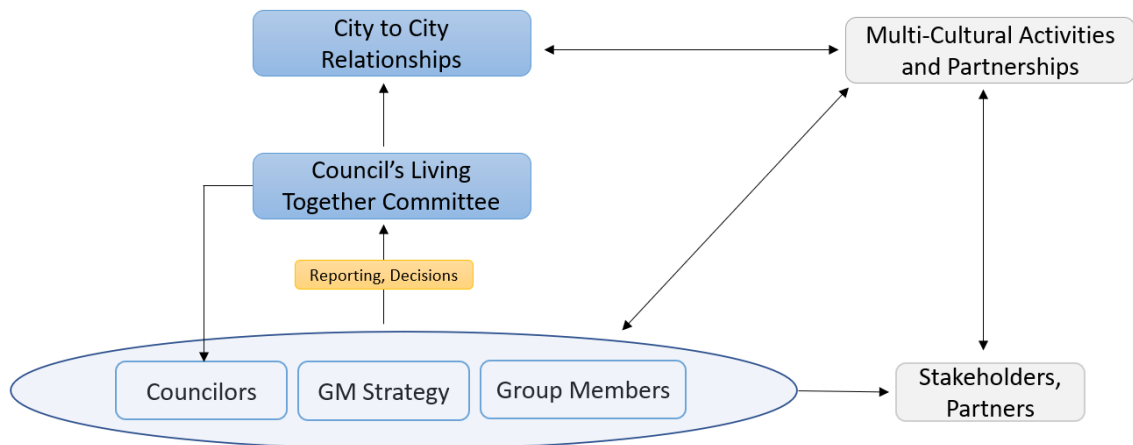 City to City
Relationships
Multi-Cultural Activities
and Partnerships
Council's Living
Together Committee
Reporting, Decisions
Councilors
GM Strategy
Group Members
Stakeholders,
Partners